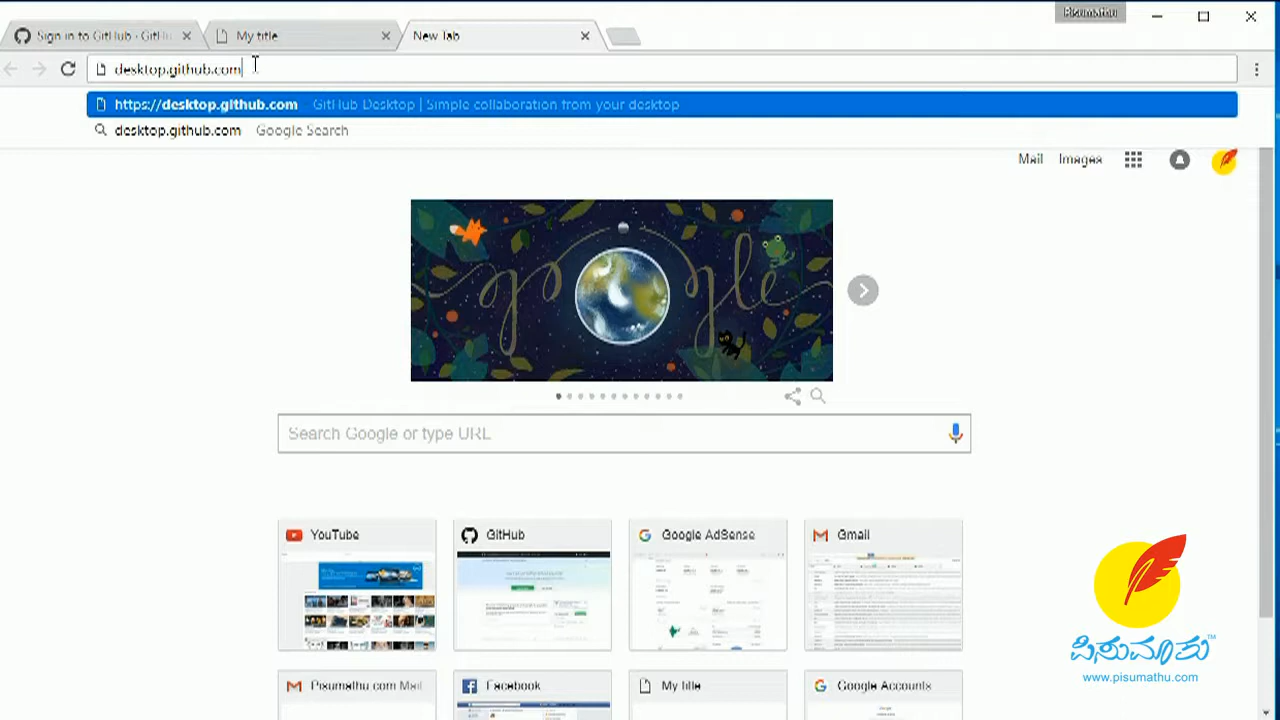 Pisumathu
Sign in to GitHub · GitHu
My title
New Tab
desktop.github.com
https://desktop.github.com GitHub Desktop | Simple collaboration from your desktop
desktop.github.com Google Search
Mail Images
Search Google or type URL
YouTube
GitHub
Google AdSense
Gmail
ಪಿಸುಮಾತು™
www.pisumathu.com
Pisumathu com Mail
Facebook
My title
Google Accounts